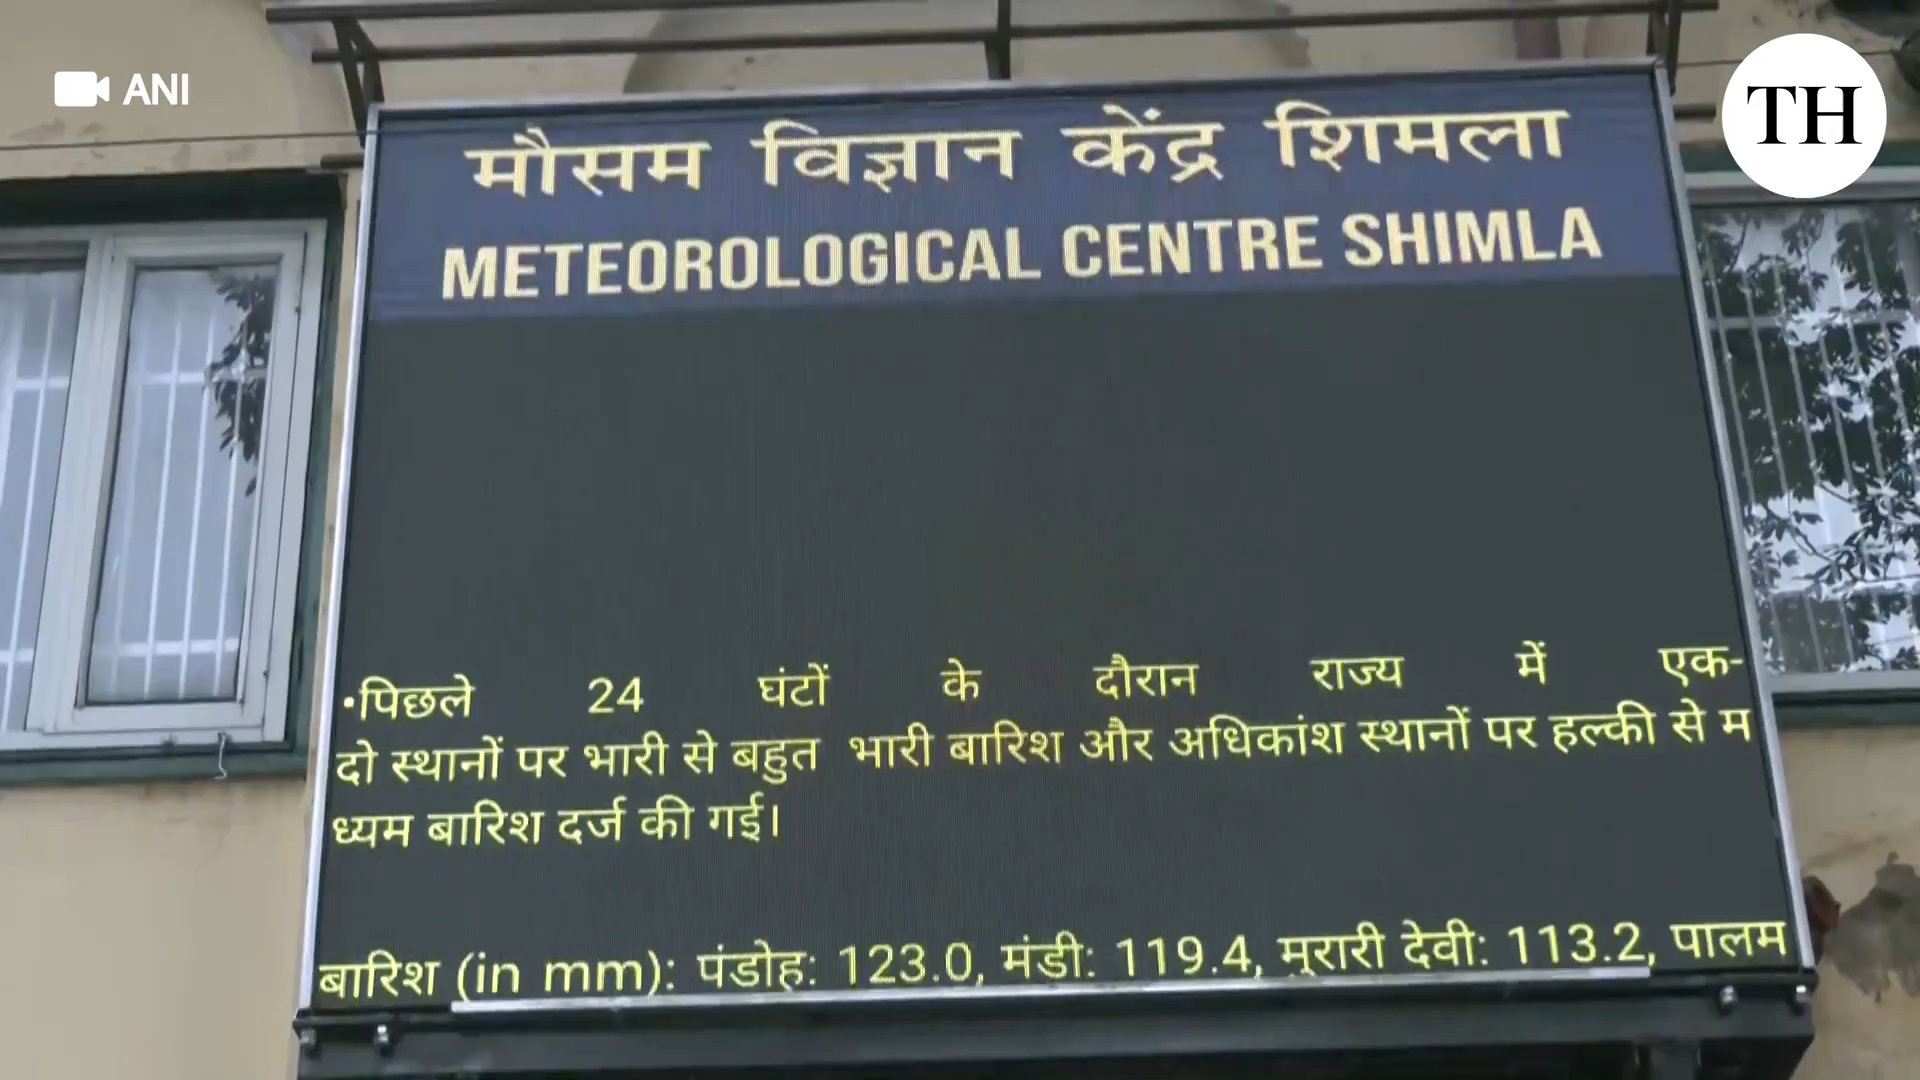 ANI
TH
मौसम विज्ञान केंद्र शिमला
METEOROLOGICAL CENTRE SHIMLA
•पिछले 24 घंटों के दौरान राज्य में एक-
दो स्थानों पर भारी से बहुत भारी बारिश और अधिकांश स्थानों पर हल्की से म
ध्यम बारिश दर्ज की गई।
बारिश (in mm): पंडोह: 123.0, मंडी: 119.4, मुरारी देवी: 113.2, पालम